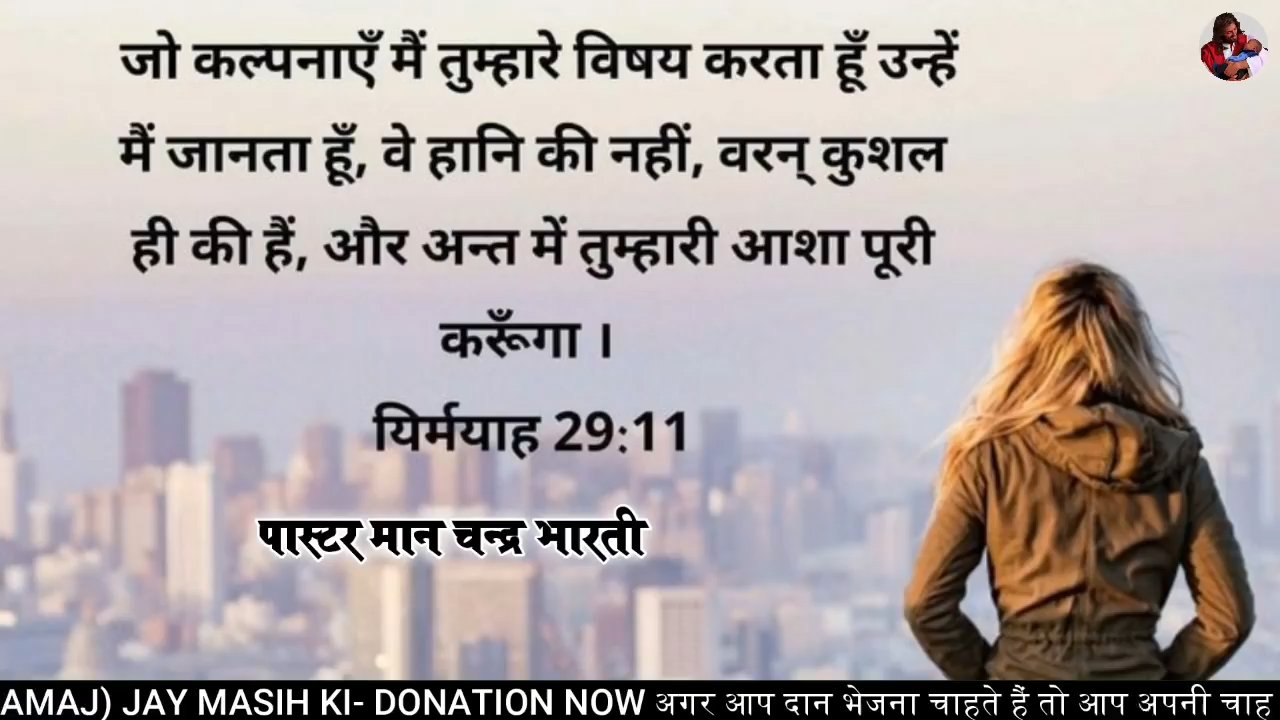 जो कल्पनाएँ मैं तुम्हारे विषय करता हूँ उन्हें
मैं जानता हूँ, वे हानि की नहीं, वरन् कुशल
ही की हैं, और अन्त में तुम्हारी आशा पूरी
करूँगा ।
यिर्मयाह 29:11
पास्टर मान चन्द्र भारती
AMAJ) JAY MASIH KI- DONATION NOW अगर आप दान भेजना चाहते हैं तो आप अपनी चाह